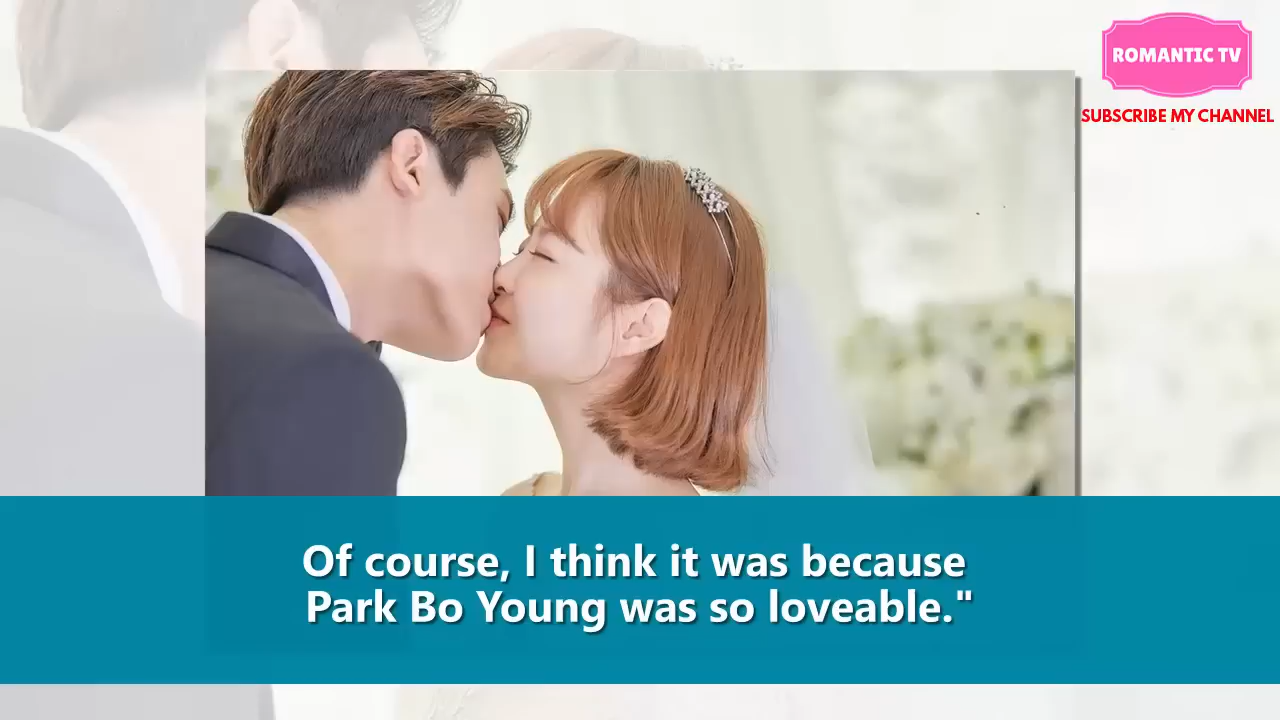 ROMANTIC TV
SUBSCRIBE MY CHANNEL
Of course, I think it was because
Park Bo Young was so loveable."